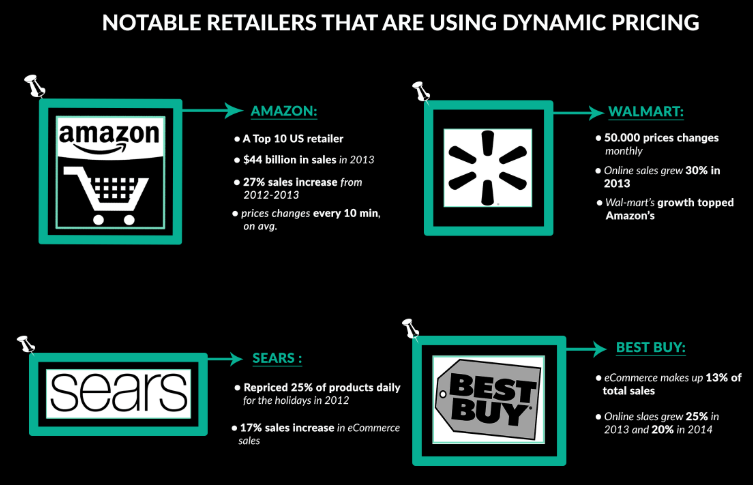 NOTABLE RETAILERS THAT ARE USING DYNAMIC PRICING
amazon
AMAZON:
• A Top 10 US retailer
• $44 billion in sales in 2013
• 27% sales increase from
2012-2013
• prices changes every 10 min,
on avg.
WALMART:
• 50.000 prices changes
monthly
• Online sales grew 30% in
2013
• Wal-mart's growth topped
Amazon's
sears
SEARS :
• Repriced 25% of products daily
for the holidays in 2012
• 17% sales increase in eCommerce
sales
BEST
BUY
BEST BUY:
• eCommerce makes up 13% of
total sales
• Online slaes grew 25% in
2013 and 20% in 2014